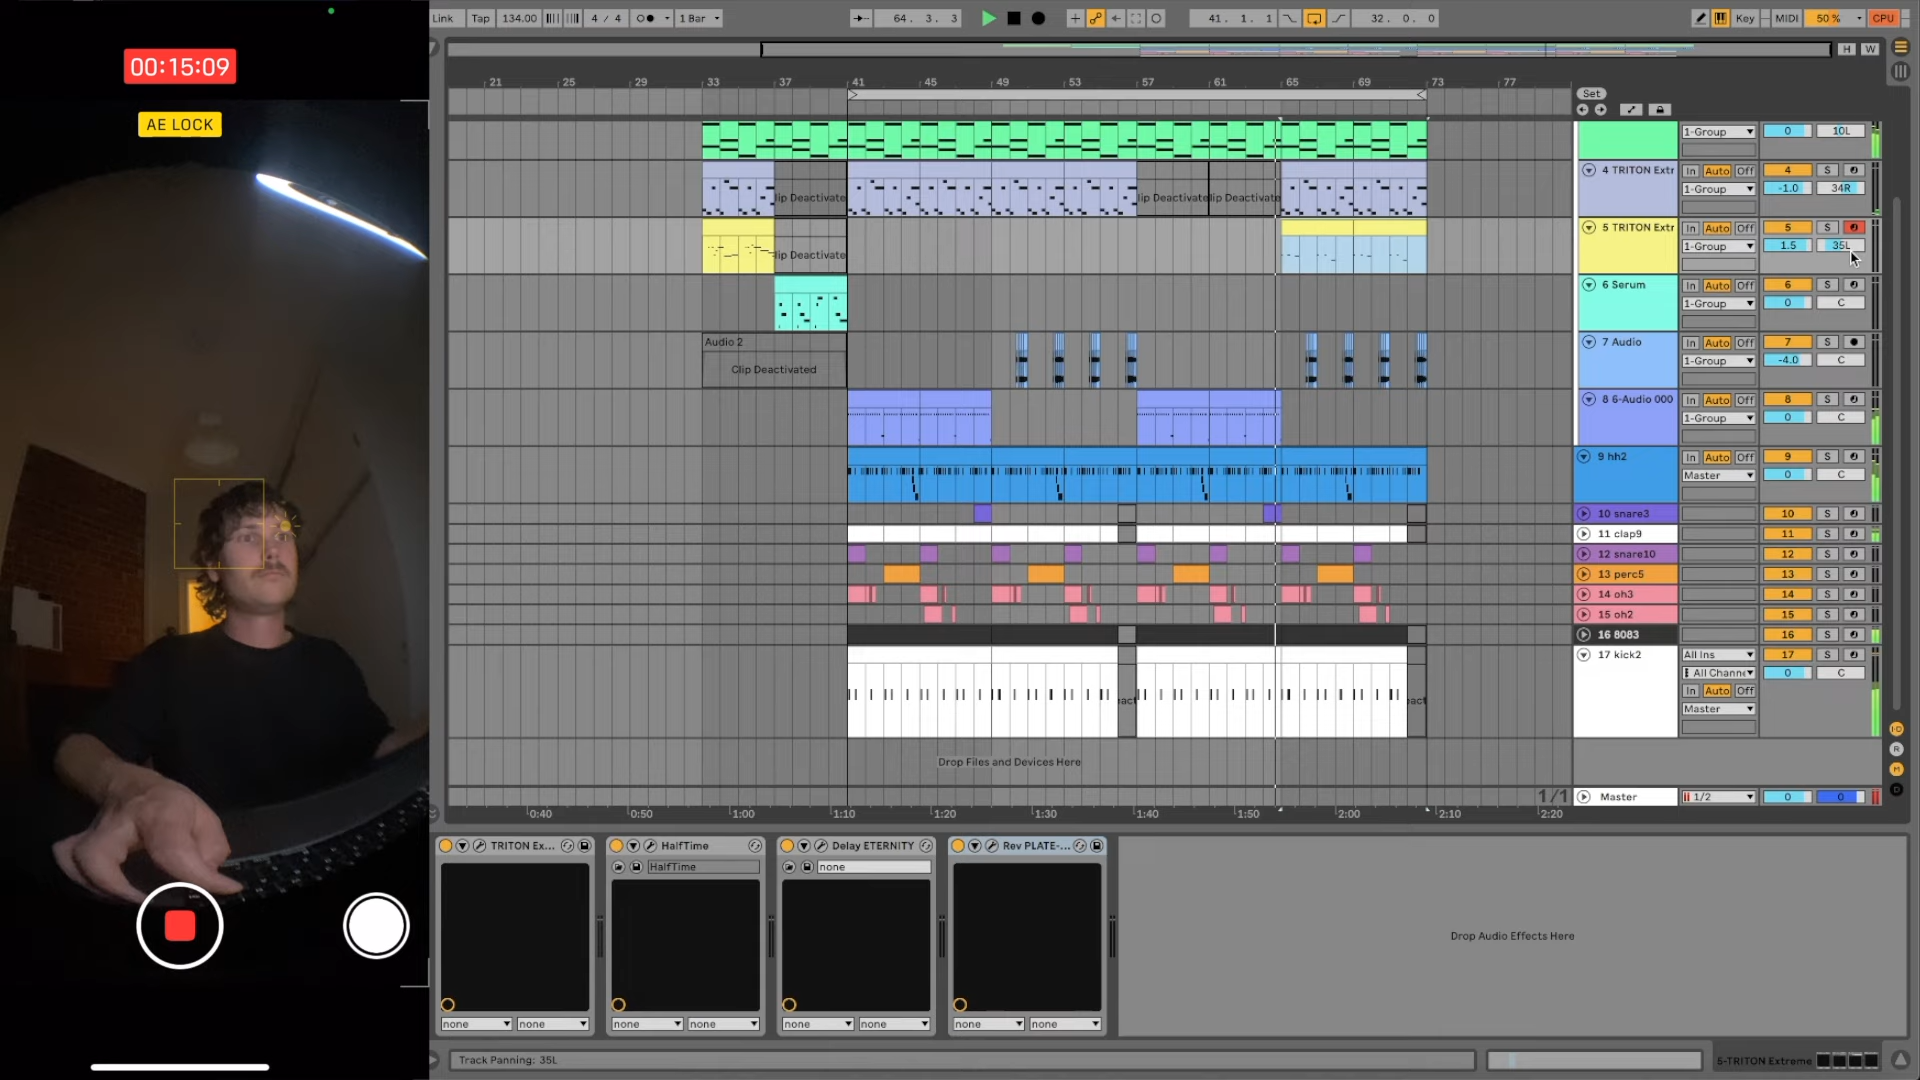 00:15:09
AE LOCK
Link Tap 134.00 4 / 4 1 Bar 64. 3. 3 41. 1. 1 32. 0. 0 Key MIDI 50 % CPU
H W
21 25 29 33 37 41 45 49 53 57 61 65 69 73 77
Set
1-Group 0 10L
4 TRITON Extr In Auto Off 4 S
1-Group -1.0 34R
lip Deactivate lip Deactivate lip Deactivate
5 TRITON Extr In Auto Off 5 S
1-Group 1.5 35L
lip Deactivate
6 Serum In Auto Off 6 S
1-Group 0 C
Audio 2
Clip Deactivated
7 Audio In Auto Off 7 S
1-Group -4.0 C
8 6-Audio 000 In Auto Off 8 S
1-Group 0 C
9 hh2 In Auto Off 9 S
Master 0 C
10 snare3 10 S
11 clap9 11 S
12 snare10 12 S
13 perc5 13 S
14 oh3 14 S
15 oh2 15 S
16 8083 16 S
17 kick2 All Ins 17 S
All Channe 0 C
In Auto Off
Master
eact eact
Drop Files and Devices Here
1/1 Master 1/2 0 0
0:40 0:50 1:00 1:10 1:20 1:30 1:40 1:50 2:00 2:10 2:20
TRITON Ex... HalfTime Delay ETERNITY Rev PLATE-...
HalfTime none
Drop Audio Effects Here
none none none none none none none none
Track Panning: 35L
5-TRITON Extreme